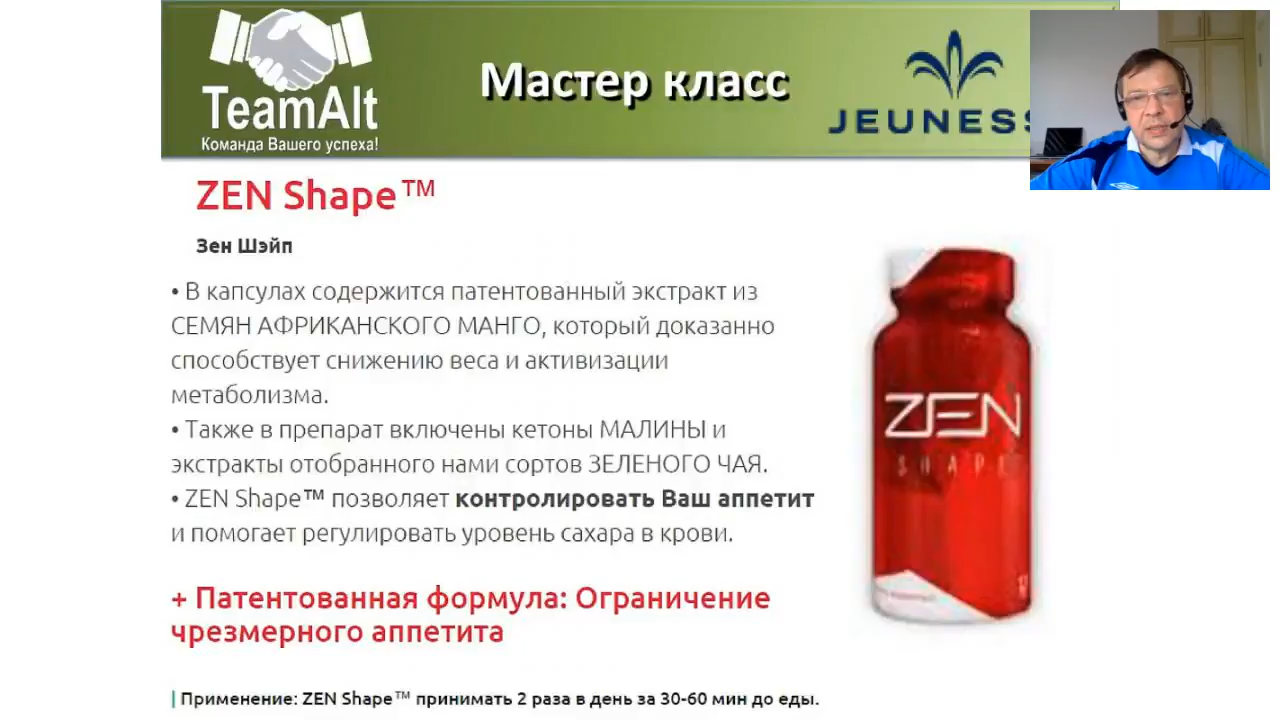 TeamAlt
Команда Вашего успеха!
Мастер класс
JEUNESS
ZEN Shape™
Зен Шэйп
• В капсулах содержится патентованный экстракт из
СЕМЯН АФРИКАНСКОГО МАНГО, который доказанно
способствует снижению веса и активизации
метаболизма.
• Также в препарат включены кетоны МАЛИНЫ и
экстракты отобранного нами сортов ЗЕЛЕНОГО ЧАЯ.
• ZEN Shape™ позволяет контролировать Ваш аппетит
и помогает регулировать уровень сахара в крови.
+ Патентованная формула: Ограничение
чрезмерного аппетита
| Применение: ZEN Shape™ принимать 2 раза в день за 30-60 мин до еды.
ZEN
SHAPE